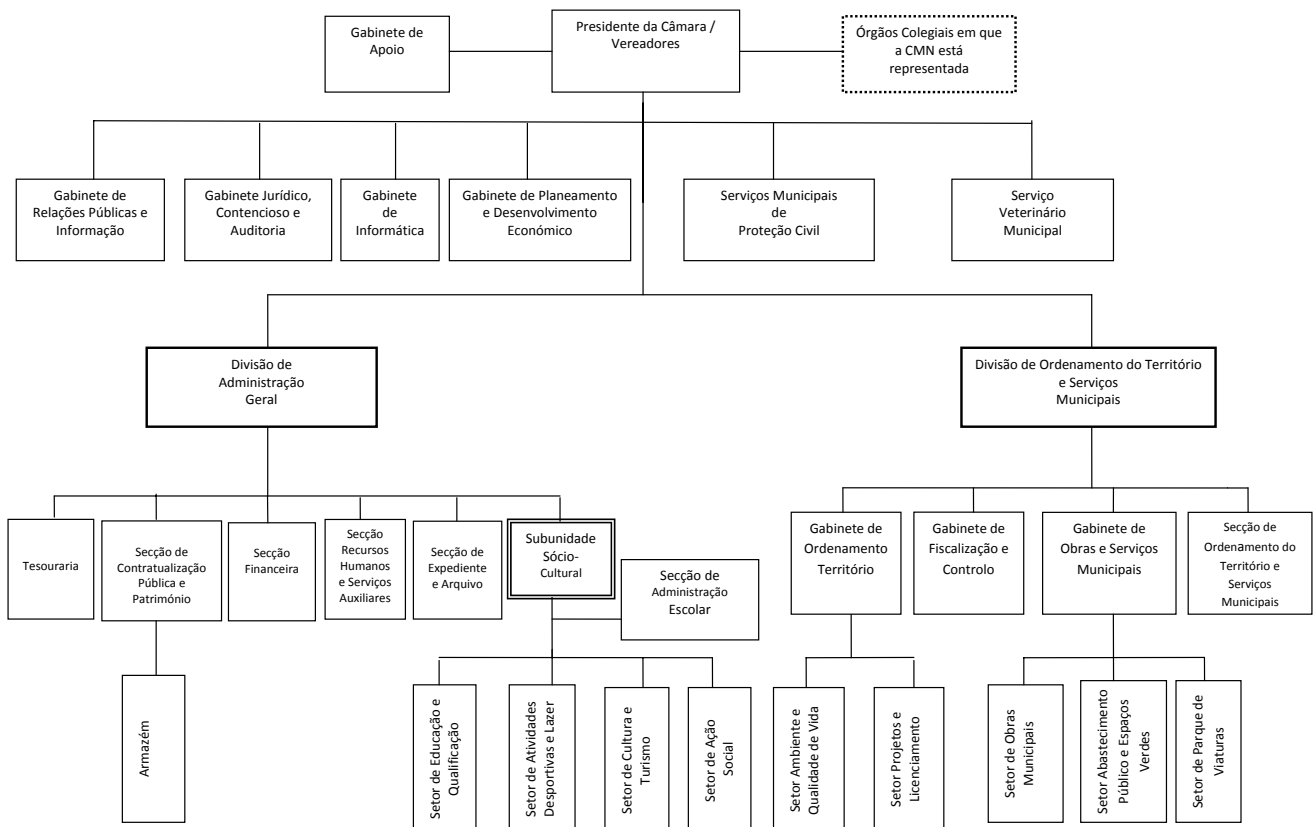 Gabinete de
Apoio
Presidente da Câmara /
Vereadores
Órgãos Colegiais em que
a CMN está
representada
Gabinete de
Relações Públicas e
Informação
Gabinete Jurídico,
Contencioso e
Auditoria
Gabinete
de
Informática
Gabinete de Planeamento
e Desenvolvimento
Económico
Serviços Municipais
de
Proteção Civil
Serviço
Veterinário
Municipal
Divisão de
Administração
Geral
Divisão de Ordenamento do Território
e Serviços
Municipais
Tesouraria
Secção de
Contratualização
Pública e
Património
Secção
Financeira
Secção
Recursos
Humanos
e Serviços
Auxiliares
Secção de
Expediente
e Arquivo
Subunidade
Sócio-
Cultural
Secção de
Administração
Escolar
Gabinete de
Ordenamento
Território
Gabinete de
Fiscalização e
Controlo
Gabinete de
Obras e Serviços
Municipais
Secção de
Ordenamento do
Território e
Serviços
Municipais
Armazém
Setor de Educação e
Qualificação
Setor de Atividades
Desportivas e Lazer
Setor de Cultura e
Turismo
Setor de Ação
Social
Setor Ambiente e
Qualidade de Vida
Setor Projetos e
Licenciamento
Setor de Obras
Municipais
Setor Abastecimento
Público e Espaços
Verdes
Setor de Parque de
Viaturas